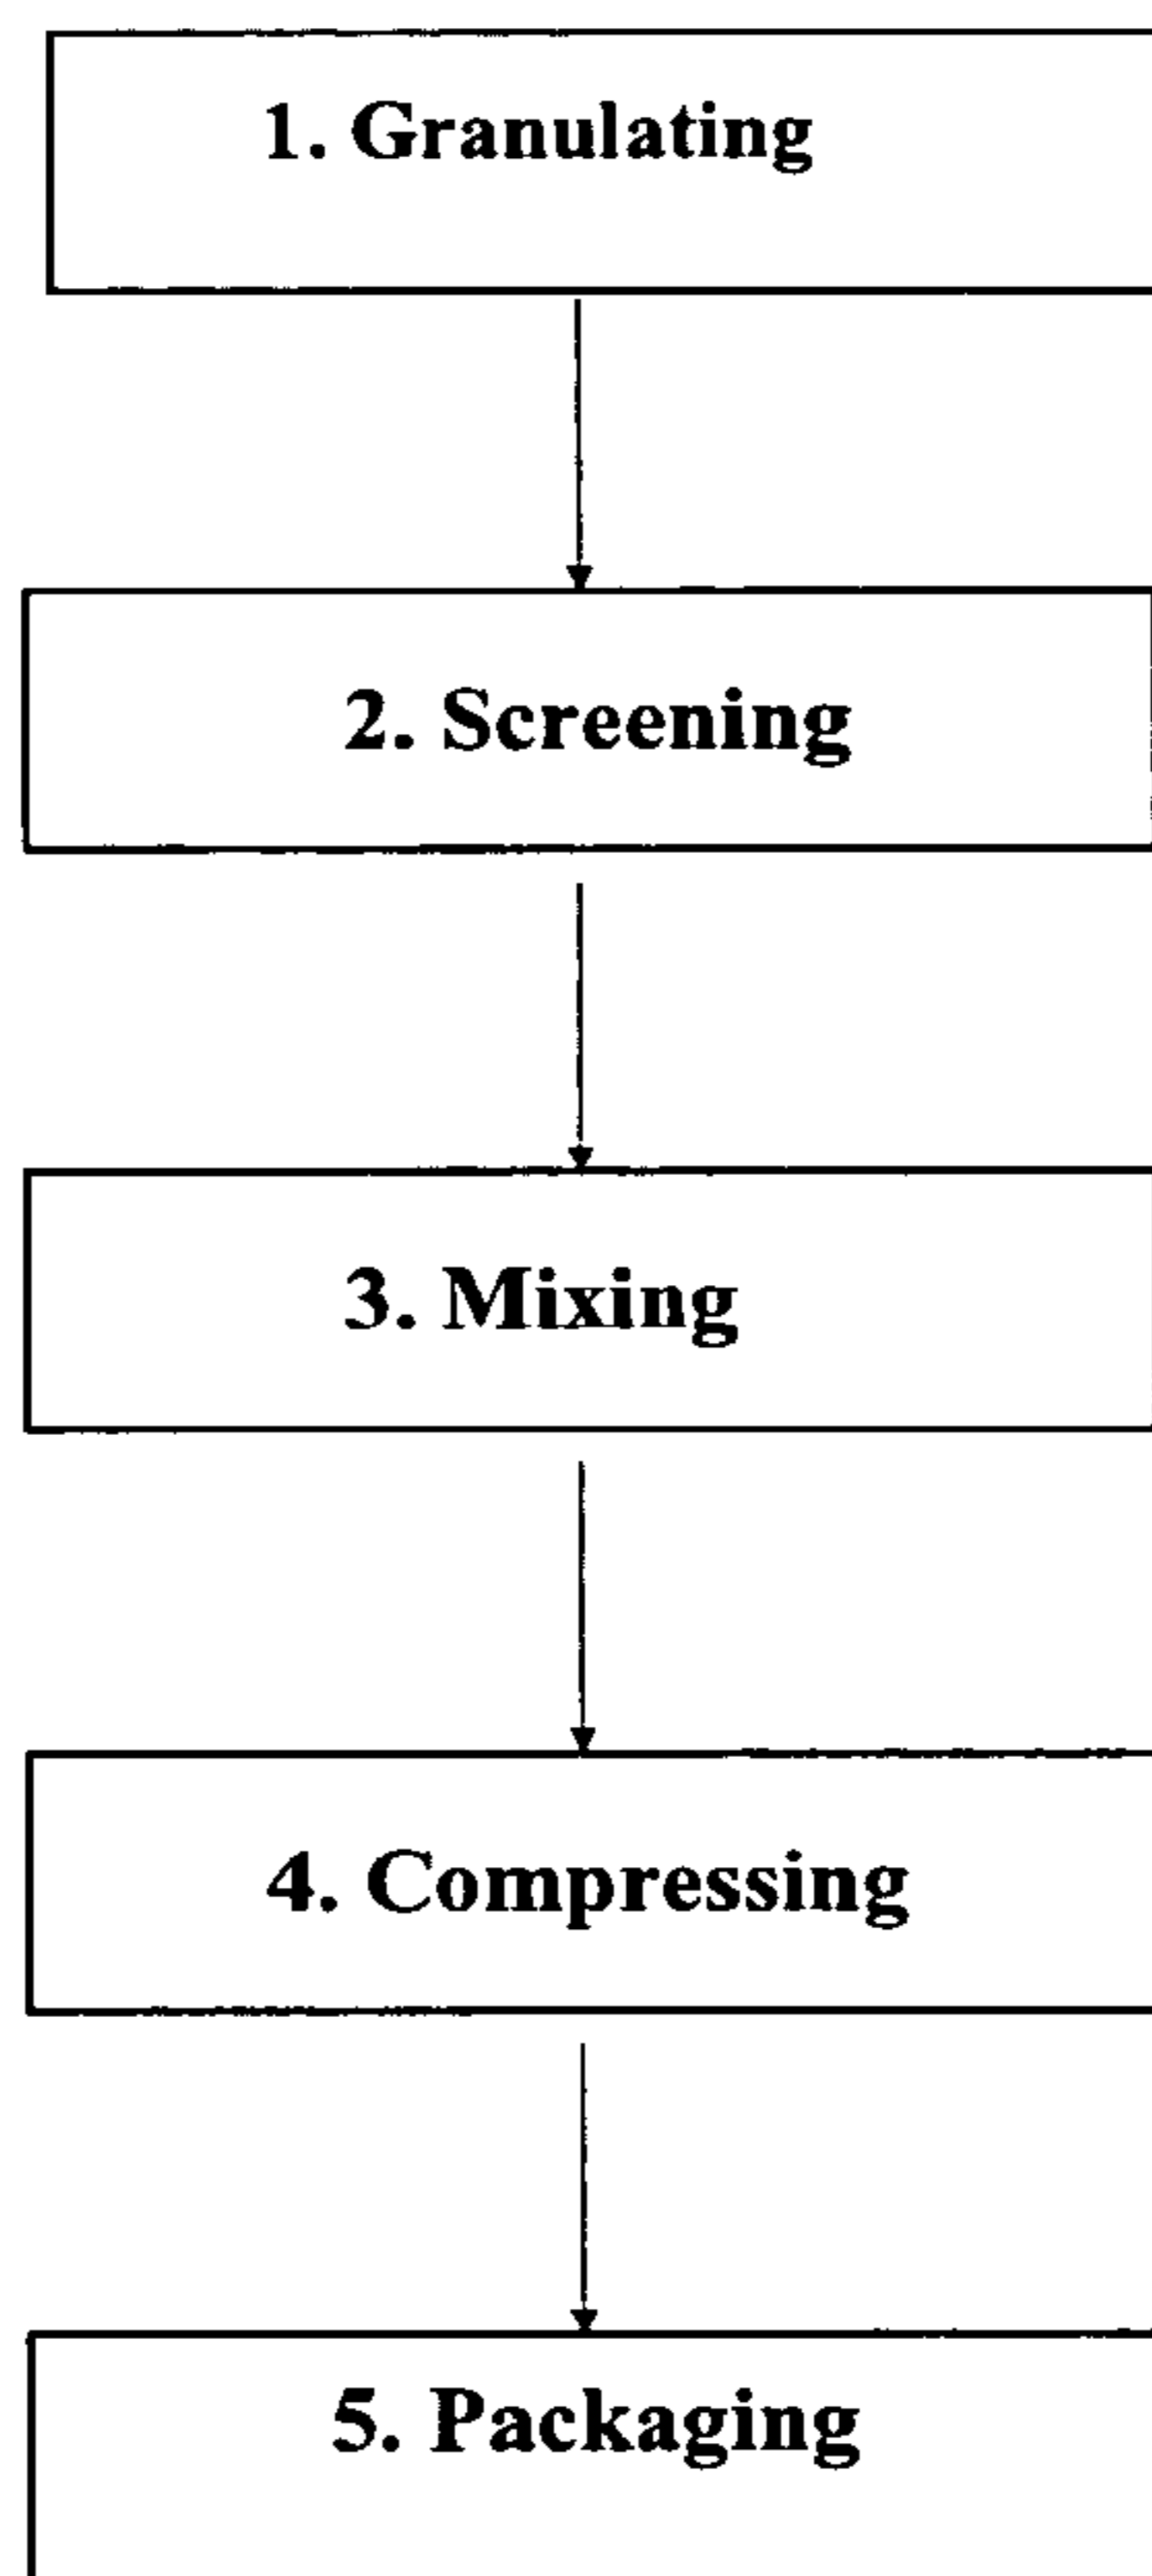 1. Granulating
2. Screening
3. Mixing
4. Compressing
5. Packaging